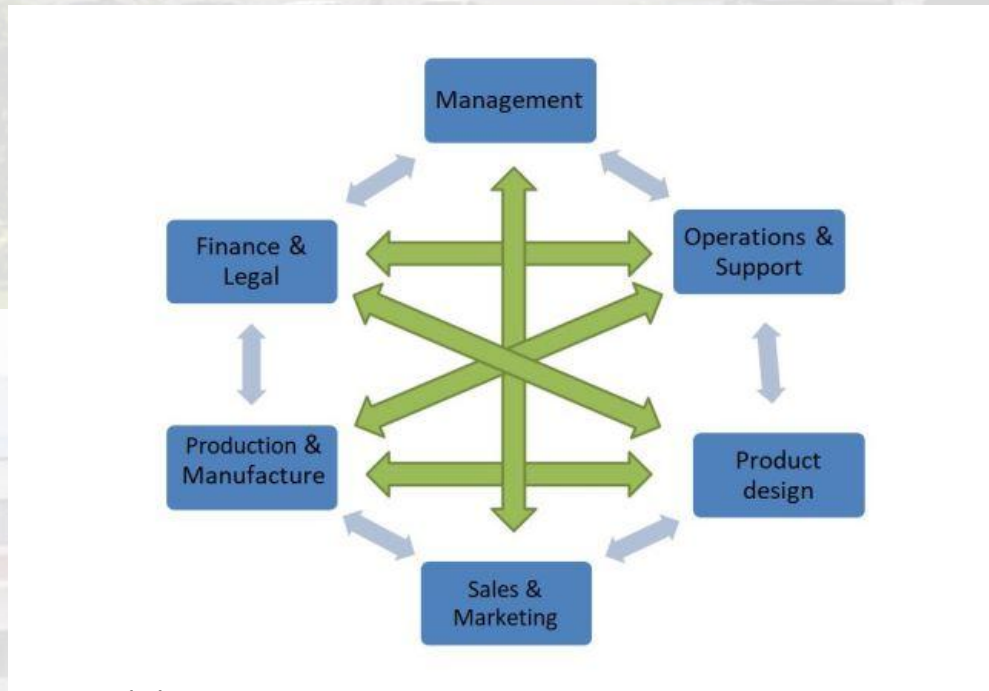 Management
Finance &
Legal
Operations &
Support
Production &
Manufacture
Product
design
Sales &
Marketing